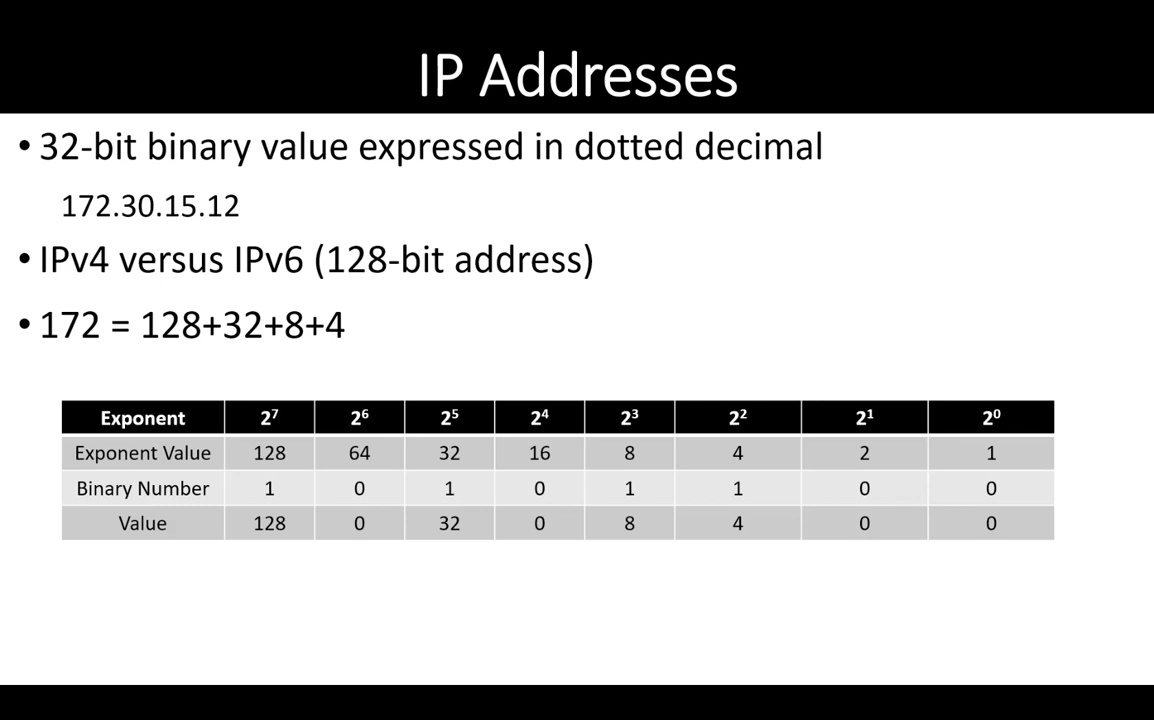 IP Addresses
• 32-bit binary value expressed in dotted decimal
172.30.15.12
• IPv4 versus IPv6 (128-bit address)
• 172 = 128+32+8+4
Exponent 2⁷ 2⁶ 2⁵ 2⁴ 2³ 2² 2¹ 2⁰
Exponent Value 128 64 32 16 8 4 2 1
Binary Number 1 0 1 0 1 1 0 0
Value 128 0 32 0 8 4 0 0